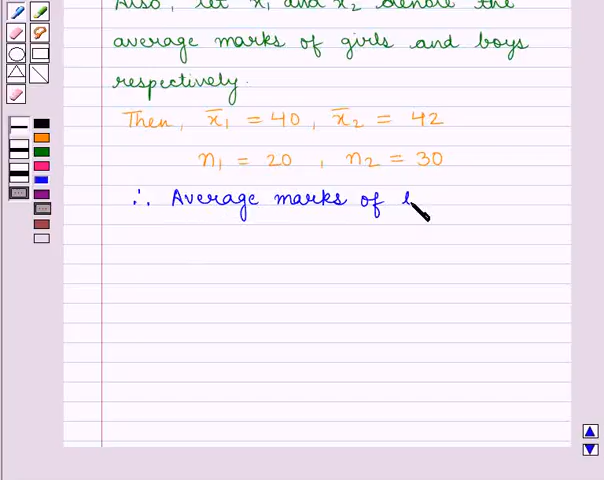 Also, let x̄1 and x̄2 denote the
average marks of girls and boys
respectively.
Then, x̄1 = 40, x̄2 = 42
n1 = 20 , n2 = 30
∴ Average marks of